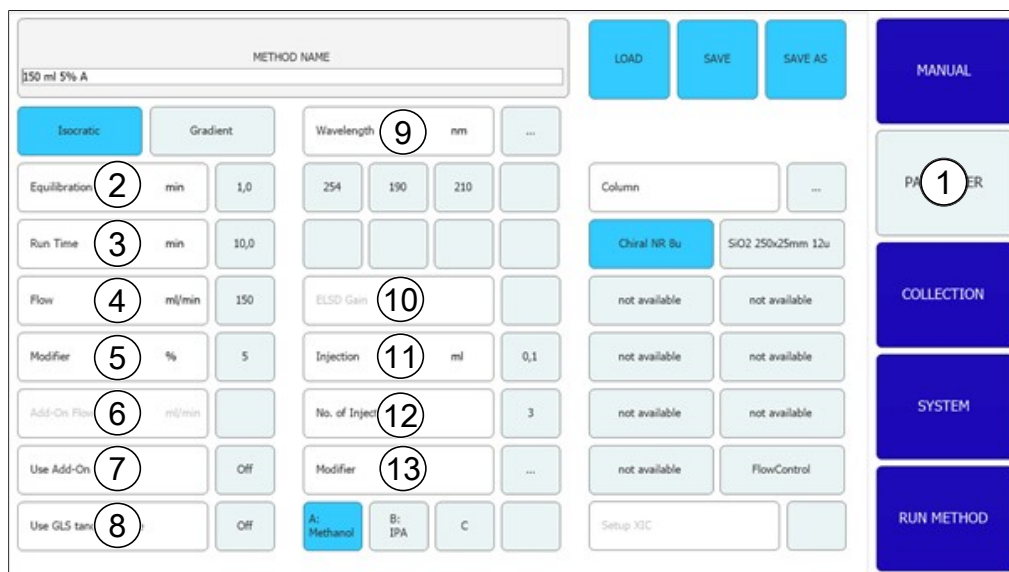 METHOD NAME
150 ml 5% A
LOAD
SAVE
SAVE AS
MANUAL
Isocratic
Gradient
Wavelength 9 nm
...
Equilibration 2 min
1,0
254
190
210
Column
...
1
Run Time 3 min
10,0
Chiral NR 8u
SiO2 250x25mm 12u
Flow 4 ml/min
150
ELSD Gain 10
not available
not available
COLLECTION
Modifier 5 %
5
Injection 11 ml
0,1
not available
not available
Add-On Flow 6 ml/min
No. of 12
3
not available
not available
SYSTEM
Use Add-On 7
Off
Modifier 13
...
not available
FlowControl
Use GLS 8
Off
A:
Methanol
B:
IPA
C
Setup XIC
RUN METHOD